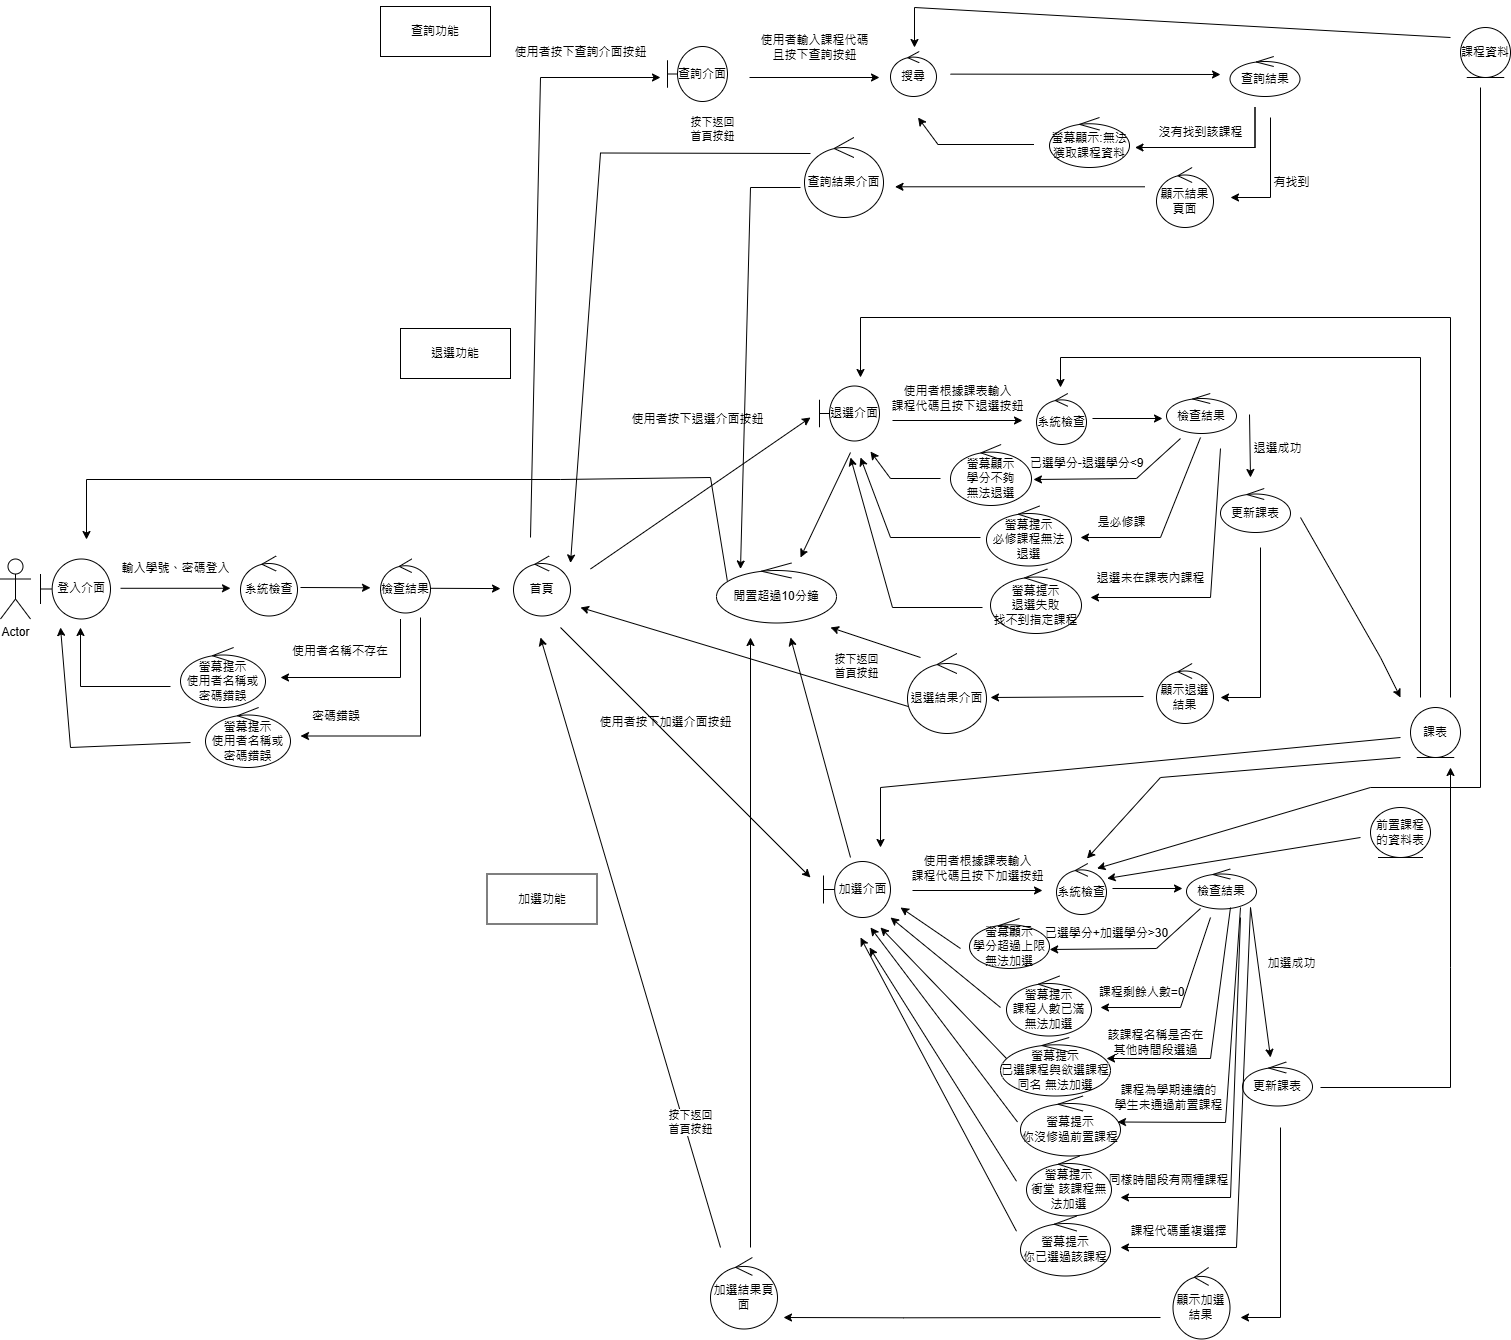 查詢功能
使用者按下查詢介面按鈕
查詢介面
使用者輸入課程代碼
且按下查詢按鈕
搜尋
查詢結果
課程資料
按下返回
首頁按鈕
螢幕顯示:無法
獲取課程資料
沒有找到該課程
查詢結果介面
顯示結果
頁面
有找到
退選功能
使用者按下退選介面按鈕
退選介面
使用者根據課表輸入
課程代碼且按下退選按鈕
系統檢查
檢查結果
退選成功
螢幕顯示
學分不夠
無法退選
已選學分-退選學分<9
更新課表
螢幕提示
必修課程無法
退選
是必修課
螢幕提示
退選失敗
找不到指定課程
退選未在課表內課程
Actor
登入介面
輸入學號、密碼登入
系統檢查
檢查結果
首頁
閒置超過10分鐘
使用者名稱不存在
螢幕提示
使用者名稱或
密碼錯誤
密碼錯誤
螢幕提示
使用者名稱或
密碼錯誤
按下返回
首頁按鈕
退選結果介面
顯示退選
結果
使用者按下加選介面按鈕
課表
前置課程
的資料表
加選功能
加選介面
使用者根據課表輸入
課程代碼且按下加選按鈕
系統檢查
檢查結果
螢幕顯示
學分超過上限
無法加選
已選學分+加選學分>30
加選成功
螢幕提示
課程人數已滿
無法加選
課程剩餘人數=0
該課程名稱是否在
其他時間段選過
螢幕提示
已選課程與欲選課程
同名 無法加選
更新課表
課程為學期連續的
學生未通過前置課程
螢幕提示
你沒修過前置課程
按下返回
首頁按鈕
螢幕提示
衝堂 該課程無
法加選
同樣時間段有兩種課程
螢幕提示
你已選過該課程
課程代碼重複選擇
加選結果頁
面
顯示加選
結果